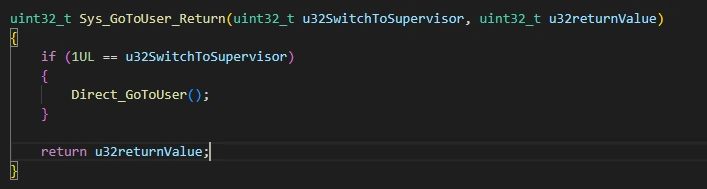 uint32_t Sys_GoToUser_Return(uint32_t u32SwitchToSupervisor, uint32_t u32returnValue)
{
    if (1UL == u32SwitchToSupervisor)
    {
        Direct_GoToUser();
    }
    return u32returnValue;
}